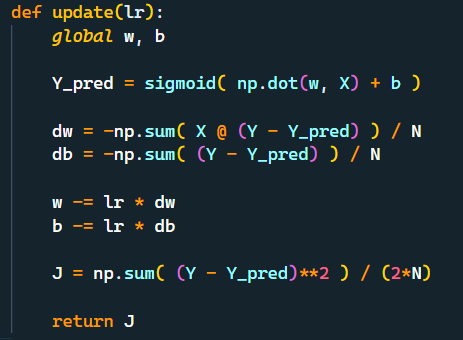 def update(lr):
    global w, b
    Y_pred = sigmoid( np.dot(w, X) + b )
    dw = -np.sum( X @ (Y - Y_pred) ) / N
    db = -np.sum( (Y - Y_pred) ) / N
    w -= lr * dw
    b -= lr * db
    J = np.sum( (Y - Y_pred)**2 ) / (2*N)
    return J